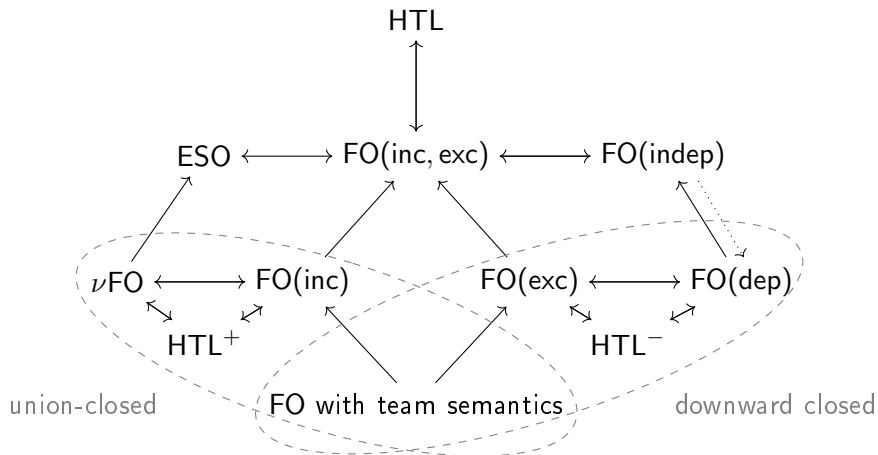 HTL
ESO FO(inc, exc) FO(indep)
νFO FO(inc) FO(exc) FO(dep)
HTL⁺ HTL⁻
union-closed FO with team semantics downward closed